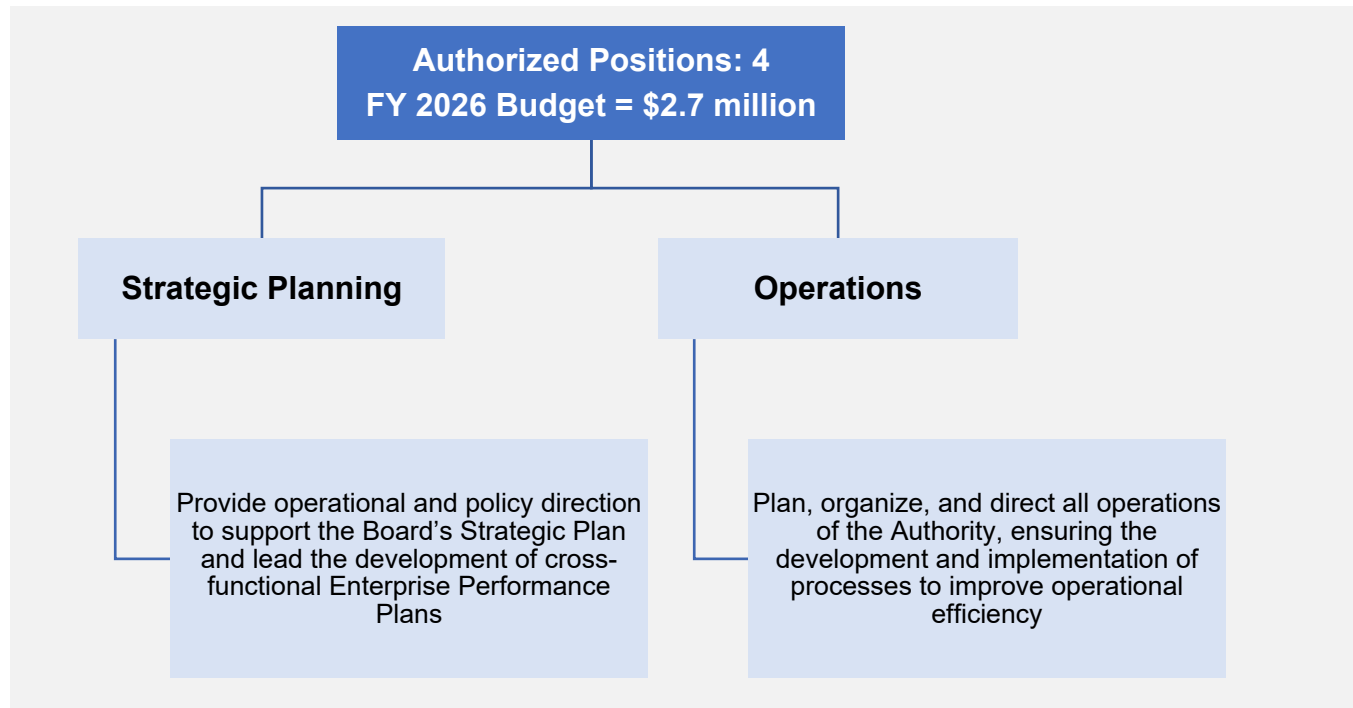 Authorized Positions: 4
FY 2026 Budget = $2.7 million
Strategic Planning
Operations
Provide operational and policy direction
to support the Board’s Strategic Plan
and lead the development of cross-
functional Enterprise Performance
Plans
Plan, organize, and direct all operations
of the Authority, ensuring the
development and implementation of
processes to improve operational
efficiency